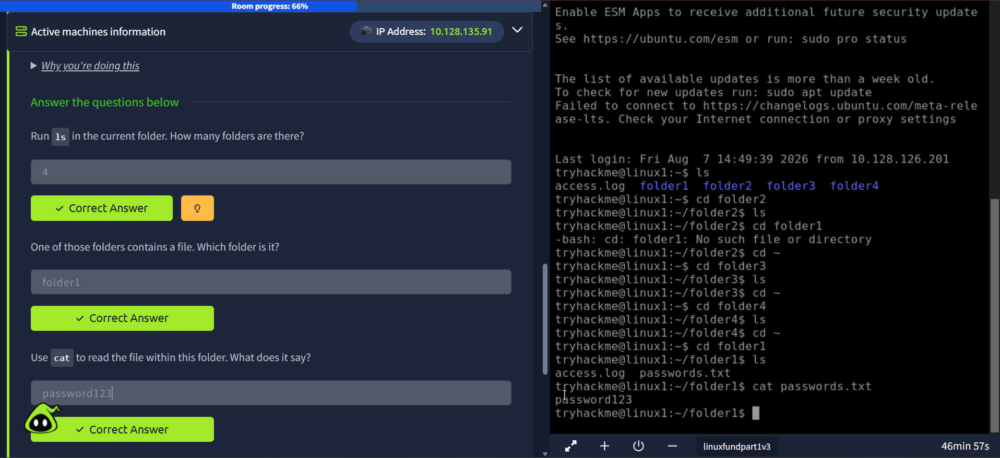 Room progress: 66%
Active machines information
IP Address: 10.128.135.91
Why you're doing this
Answer the questions below
Run ls in the current folder. How many folders are there?
4
Correct Answer
One of those folders contains a file. Which folder is it?
folder1
Correct Answer
Use cat to read the file within this folder. What does it say?
password123
Correct Answer
Enable ESM Apps to receive additional future security update
s.
See https://ubuntu.com/esm or run: sudo pro status
The list of available updates is more than a week old.
To check for new updates run: sudo apt update
Failed to connect to https://changelogs.ubuntu.com/meta-rele
ase-lts. Check your Internet connection or proxy settings
Last login: Fri Aug  7 14:49:39 2026 from 10.128.126.201
tryhackme@linux1:~$ ls
access.log  folder1  folder2  folder3  folder4
tryhackme@linux1:~$ cd folder2
tryhackme@linux1:~/folder2$ ls
tryhackme@linux1:~/folder2$ cd folder1
-bash: cd: folder1: No such file or directory
tryhackme@linux1:~/folder2$ cd ~
tryhackme@linux1:~$ cd folder3
tryhackme@linux1:~/folder3$ ls
tryhackme@linux1:~/folder3$ cd ~
tryhackme@linux1:~$ cd folder4
tryhackme@linux1:~/folder4$ ls
tryhackme@linux1:~/folder4$ cd ~
tryhackme@linux1:~$ cd folder1
tryhackme@linux1:~/folder1$ ls
access.log  passwords.txt
tryhackme@linux1:~/folder1$ cat passwords.txt
password123
tryhackme@linux1:~/folder1$
linuxfundpart1v3
46min 57s